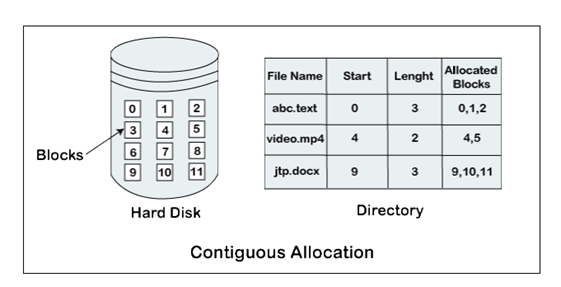 0 1 2
3 4 5
6 7 8
9 10 11
Blocks
Hard Disk
File Name Start Lenght Allocated
Blocks
abc.text 0 3 0,1,2
video.mp4 4 2 4,5
jtp.docx 9 3 9,10,11
Directory
Contiguous Allocation